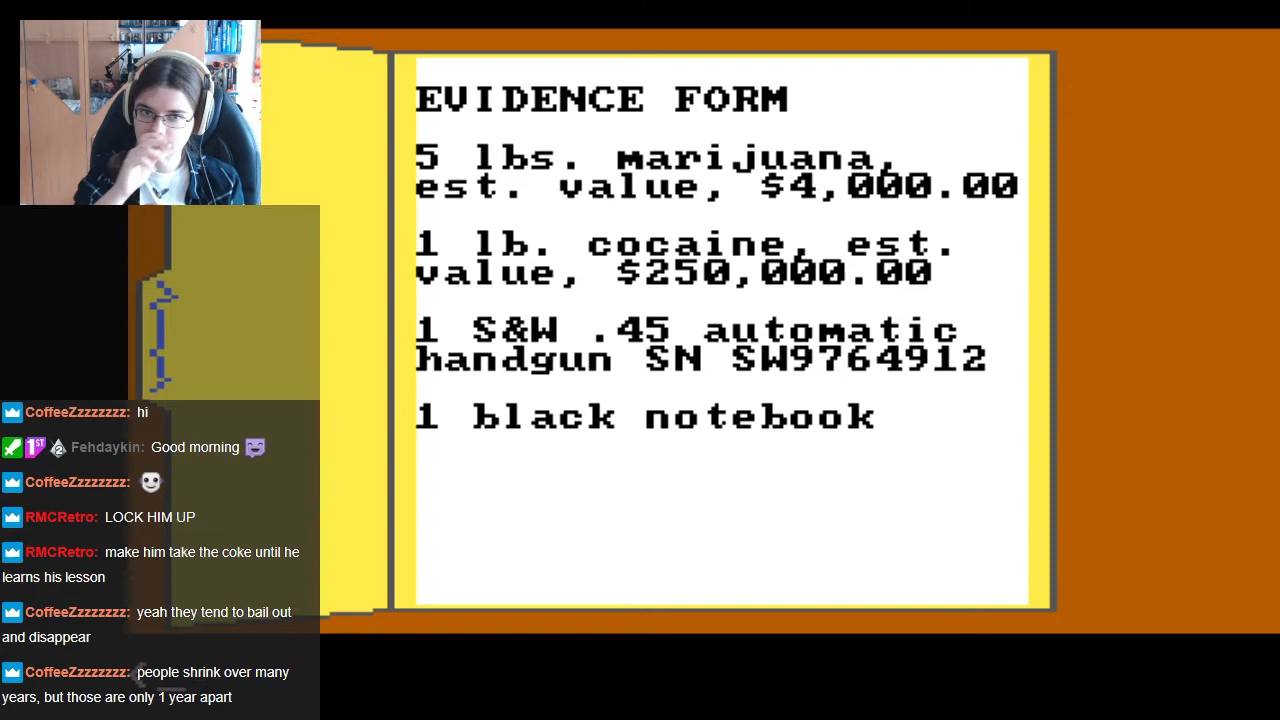 EVIDENCE FORM
5 lbs. marijuana,
est. value, $4,000.00
1 lb. cocaine, est.
value, $250,000.00
1 S&W .45 automatic
handgun SN SW9764912
1 black notebook
CoffeeZzzzzzzz: hi
1ST 2 Fehdaykin: Good morning
CoffeeZzzzzzzz:
RMCRetro: LOCK HIM UP
RMCRetro: make him take the coke until he
learns his lesson
CoffeeZzzzzzzz: yeah they tend to bail out
and disappear
CoffeeZzzzzzzz: people shrink over many
years, but those are only 1 year apart